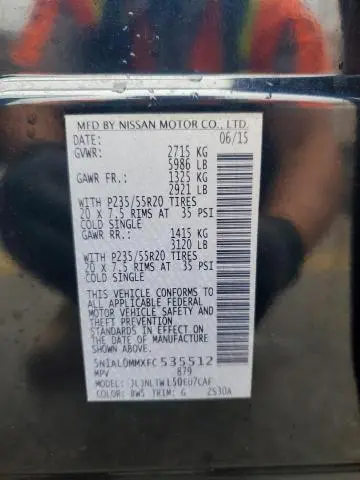 MFD BY NISSAN MOTOR CO., LTD.
DATE: 06/15
GVWR: 2715 KG
5986 LB
GAWR FR.: 1325 KG
2921 LB
WITH P235/55R20 TIRES
20 X 7.5 RIMS AT 35 PSI
COLD SINGLE
GAWR RR.: 1415 KG
3120 LB
WITH P235/55R20 TIRES
20 X 7.5 RIMS AT 35 PSI
COLD SINGLE
THIS VEHICLE CONFORMS TO
ALL APPLICABLE FEDERAL
MOTOR VEHICLE SAFETY
STANDARDS IN EFFECT ON
THE DATE OF MANUFACTURE
SHOWN ABOVE.
5N1AL0MMXFC535512
MPV 879
MODEL: JLJNLTWL50EU7CAF
COLOR: BW5 TRIM: G 2S30A